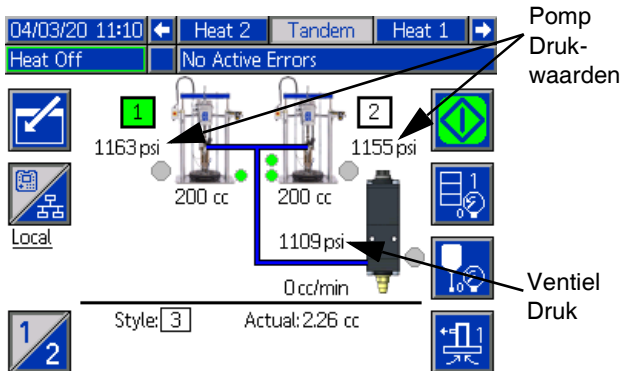 Pomp
Druk-
waarden
04/03/20 11:10 Heat 2 Tandem Heat 1
Heat Off No Active Errors
1 2
1163 psi 1155 psi
200 cc 200 cc
1
0
Local
1109 psi
1.0
0 cc/min
Ventiel
Druk
Style: 3 Actual: 2.26 cc
1/2
1